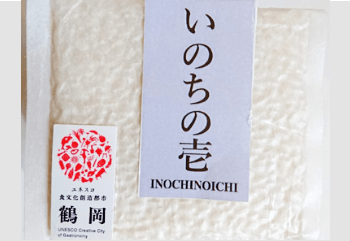 いのちの壱
INOCHINOICHI
ユネスコ
食文化創造都市
鶴岡
UNESCO Creative City
of Gastronomy